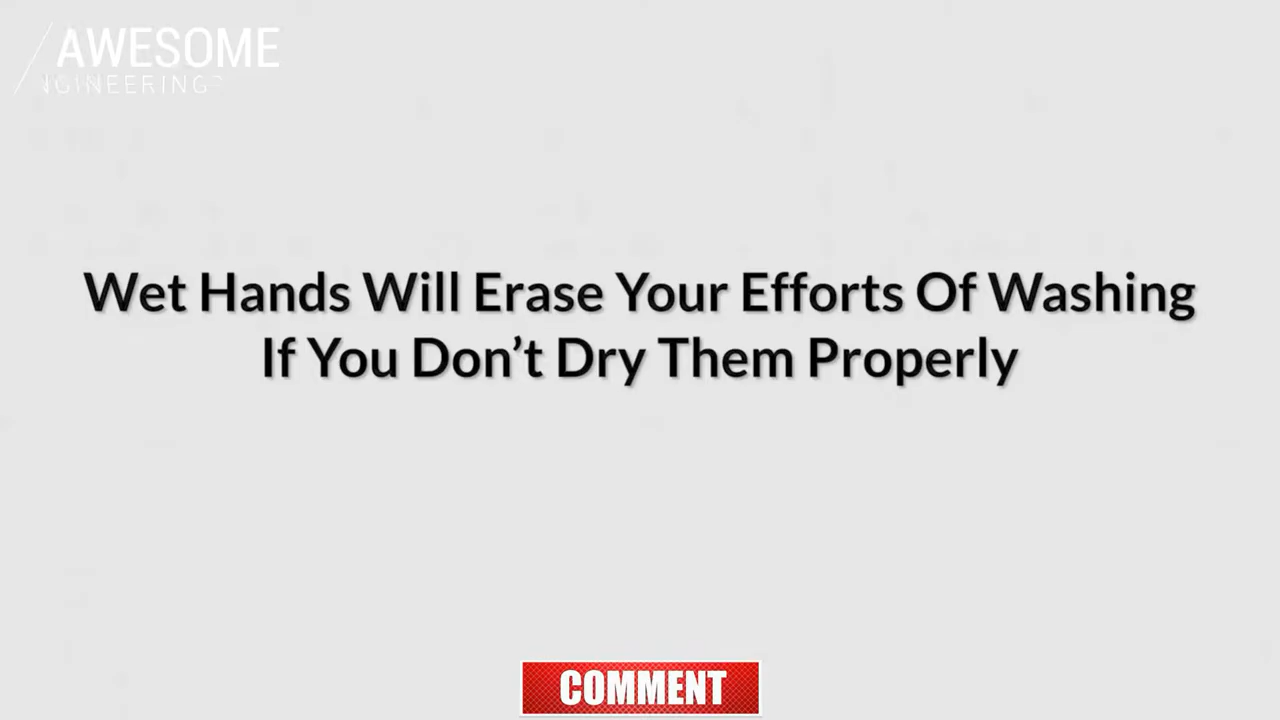 AWESOME
Wet Hands Will Erase Your Efforts Of Washing
If You Don’t Dry Them Properly
COMMENT